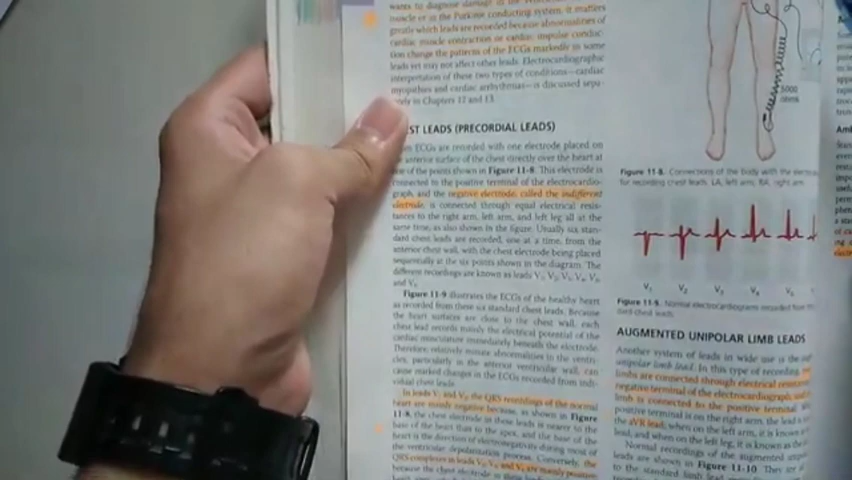 wants to diagnose damage in the ventricular
muscle or in the Purkinje conducting system, it matters
greatly which leads are recorded because abnormalities of
cardiac muscle contraction or cardiac impulse conduc-
tion change the patterns of the ECGs markedly in some
leads yet may not affect other leads. Electrocardiographic
interpretation of these two types of conditions—cardiac
myopathies and cardiac arrhythmias—is discussed sepa-
rately in Chapters 12 and 13.
ST LEADS (PRECORDIAL LEADS)
ECGs are recorded with one electrode placed on
anterior surface of the chest directly over the heart at
one of the points shown in Figure 11-8. This electrode is
connected to the positive terminal of the electrocardio-
graph, and the negative electrode, called the indifferent
electrode, is connected through equal electrical resis-
tances to the right arm, left arm, and left leg all at the
same time, as also shown in the figure. Usually six stan-
dard chest leads are recorded, one at a time, from the
anterior chest wall, with the chest electrode being placed
sequentially at the six points shown in the diagram. The
different recordings are known as leads V1, V2, V3, V4, V5,
and V6.
Figure 11-9 illustrates the ECGs of the healthy heart
as recorded from these six standard chest leads. Because
the heart surfaces are close to the chest wall, each
chest lead records mainly the electrical potential of the
cardiac musculature immediately beneath the electrode.
Therefore, relatively minute abnormalities in the ventri-
cles, particularly in the anterior ventricular wall, can
cause marked changes in the ECGs recorded from indi-
vidual chest leads.
In leads V1 and V2, the QRS recordings of the normal
heart are mainly negative because, as shown in Figure
11-8, the chest electrode in these leads is nearer to the
base of the heart than to the apex, and the base of the
heart is the direction of electronegativity during most of
the ventricular depolarization process. Conversely, the
QRS complexes in leads V4, V5, and V6 are mainly positive
because the chest electrode in these leads
5000
ohms
Figure 11-8. Connections of the body with the
for recording chest leads. LA, left arm; RA, right arm.
V1 V2 V3 V4 V5
Figure 11-9. Normal electrocardiograms recorded from the
dard chest leads.
AUGMENTED UNIPOLAR LIMB LEADS
Another system of leads in wide use is the
unipolar limb lead. In this type of recording,
limbs are connected through electrical
negative terminal of the electrocardiograph, and
limb is connected to the positive terminal.
positive terminal is on the right arm, the lead is
the aVR lead; when on the left arm, it is known
lead; and when on the left leg, it is known as the
Normal recordings of the augmented
leads are shown in Figure 11-10. They are
to the standard limb lead